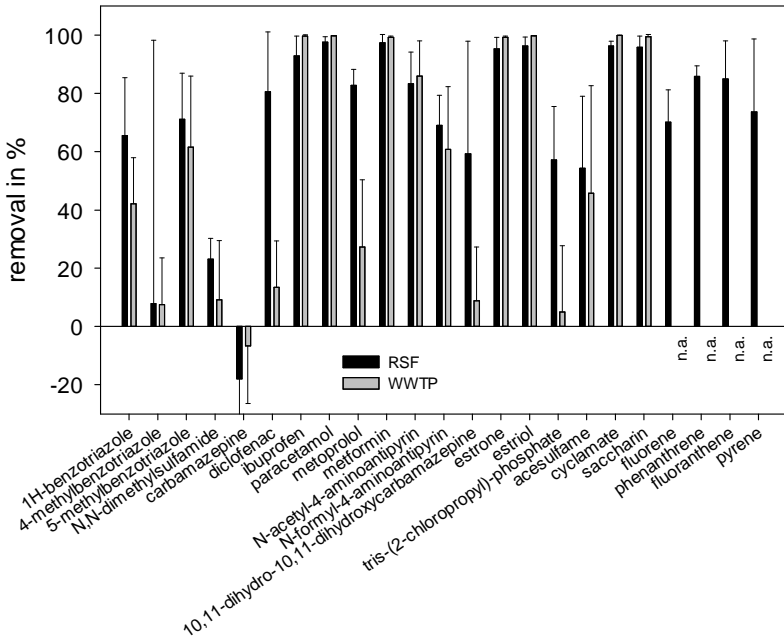 removal in %
100
80
60
40
20
0
-20
RSF
WWTP
n.a.
n.a.
n.a.
n.a.
1H-benzotriazole
4-methylbenzotriazole
5-methylbenzotriazole
N,N-dimethylsulfamide
carbamazepine
diclofenac
ibuprofen
paracetamol
metoprolol
metformin
N-acetyl-4-aminoantipyrin
N-formyl-4-aminoantipyrin
10,11-dihydro-10,11-dihydroxycarbamazepine
estrone
estriol
tris-(2-chloropropyl)-phosphate
acesulfame
cyclamate
saccharin
fluorene
phenanthrene
fluoranthene
pyrene